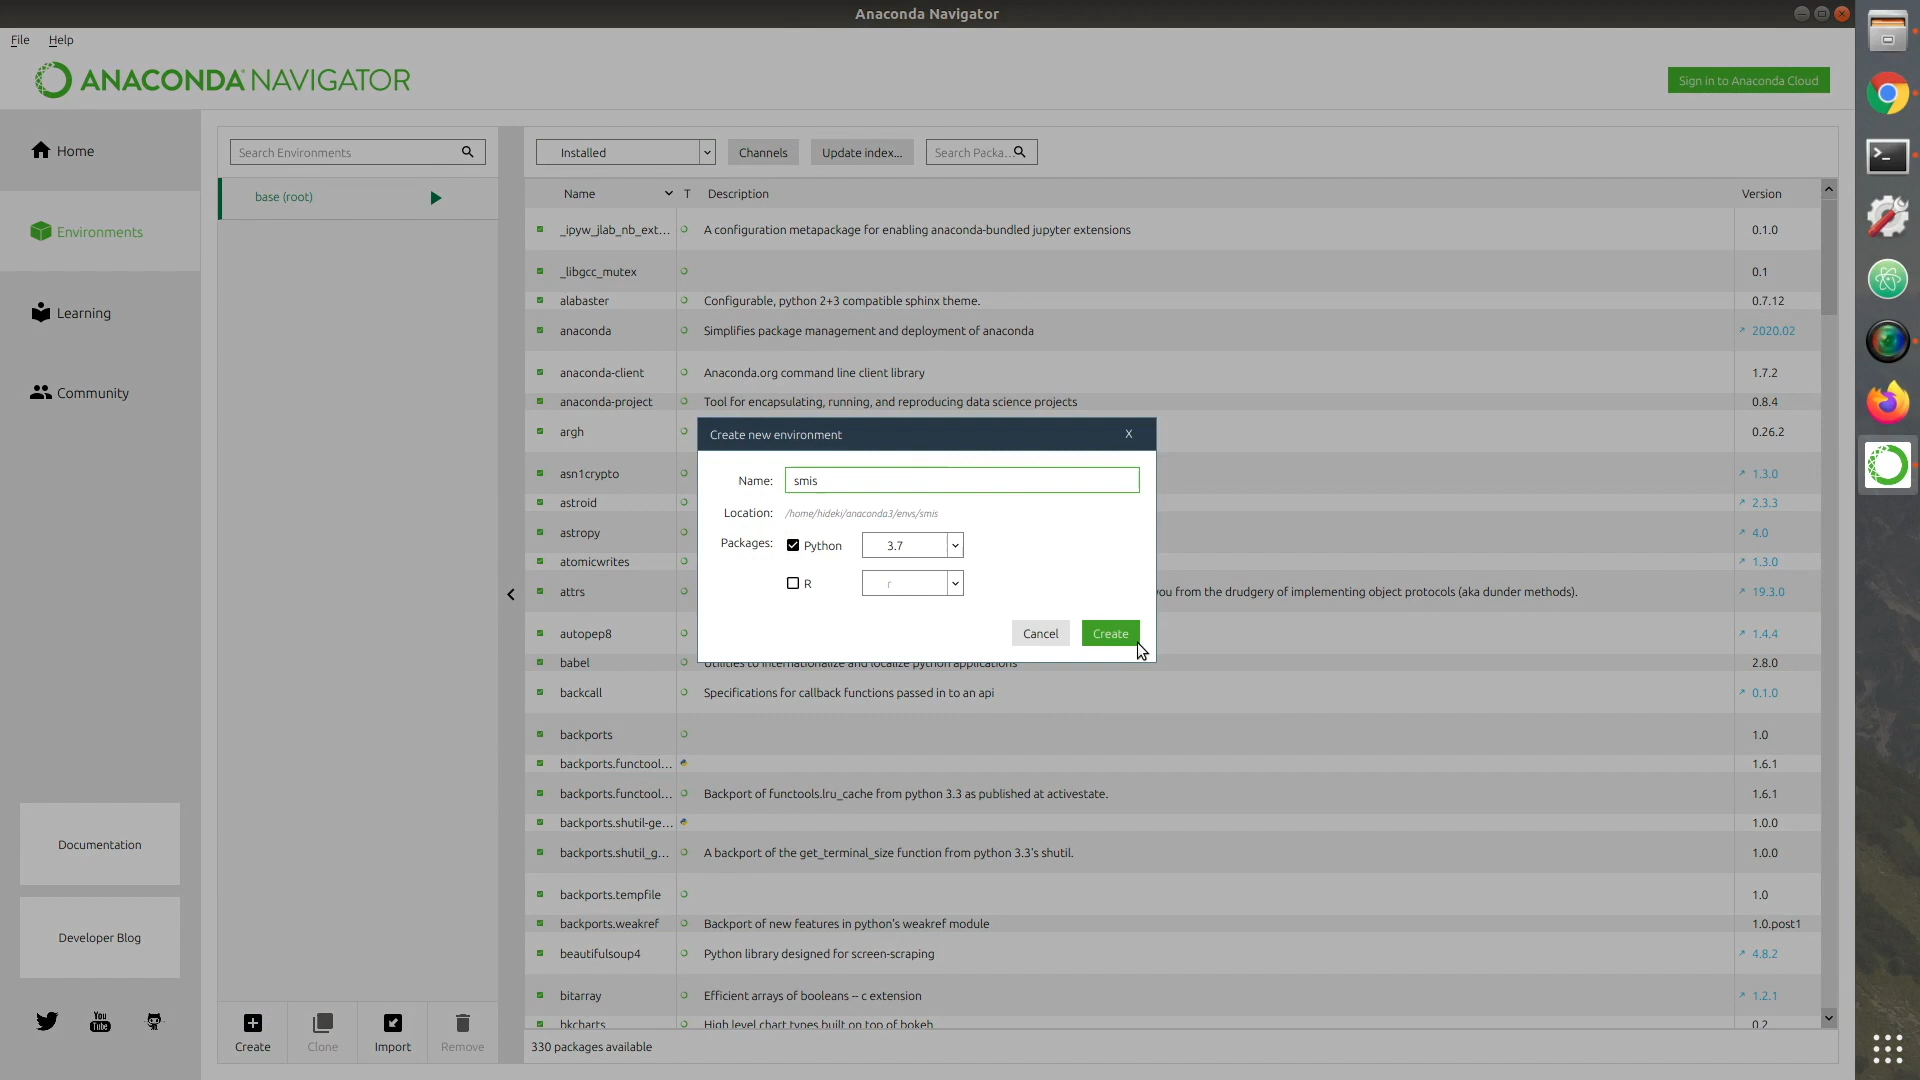 Anaconda Navigator
File Help
ANACONDA NAVIGATOR
Sign in to Anaconda Cloud
Home
Environments
Learning
Community
Documentation
Developer Blog
You Tube
Search Environments
base (root)
Create Clone Import Remove
Installed Channels Update index... Search Packa...
Name T Description Version
_ipyw_jlab_nb_ext... A configuration metapackage for enabling anaconda-bundled jupyter extensions 0.1.0
_libgcc_mutex 0.1
alabaster Configurable, python 2+3 compatible sphinx theme. 0.7.12
anaconda Simplifies package management and deployment of anaconda 2020.02
anaconda-client Anaconda.org command line client library 1.7.2
anaconda-project Tool for encapsulating, running, and reproducing data science projects 0.8.4
argh 0.26.2
asn1crypto 1.3.0
astroid 2.3.3
astropy 4.0
atomicwrites 1.3.0
attrs you from the drudgery of implementing object protocols (aka dunder methods). 19.3.0
autopep8 1.4.4
babel Utilities to internationalize and localize python applications 2.8.0
backcall Specifications for callback functions passed in to an api 0.1.0
backports 1.0
backports.functool... 1.6.1
backports.functool... Backport of functools.lru_cache from python 3.3 as published at activestate. 1.6.1
backports.shutil-ge... 1.0.0
backports.shutil_g... A backport of the get_terminal_size function from python 3.3's shutil. 1.0.0
backports.tempfile 1.0
backports.weakref Backport of new features in python's weakref module 1.0.post1
beautifulsoup4 Python library designed for screen-scraping 4.8.2
bitarray Efficient arrays of booleans -- c extension 1.2.1
bkcharts High level chart types built on top of bokeh 0.2
330 packages available
Create new environment X
Name: smis
Location: /home/hideki/anaconda3/envs/smis
Packages: Python 3.7
R r
Cancel Create